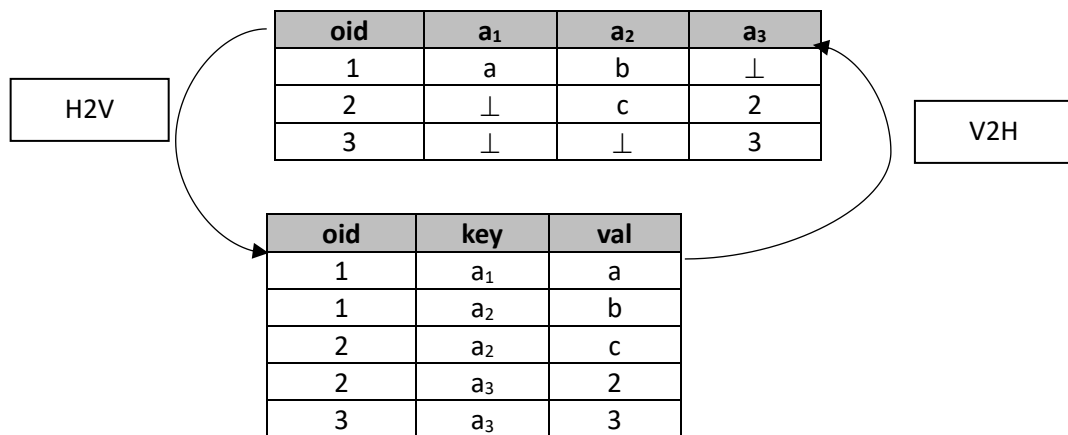 oid a₁ a₂ a₃
1 a b ⊥
2 ⊥ c 2
3 ⊥ ⊥ 3
H2V
V2H
oid key val
1 a₁ a
1 a₂ b
2 a₂ c
2 a₃ 2
3 a₃ 3